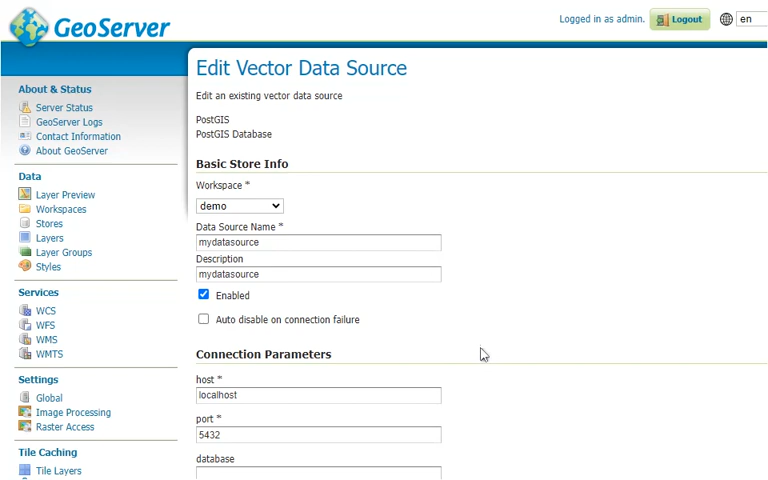 GeoServer
Logged in as admin.
Logout
en
About & Status
Server Status
GeoServer Logs
Contact Information
About GeoServer
Data
Layer Preview
Workspaces
Stores
Layers
Layer Groups
Styles
Services
WCS
WFS
WMS
WMTS
Settings
Global
Image Processing
Raster Access
Tile Caching
Tile Layers
Edit Vector Data Source
Edit an existing vector data source
PostGIS
PostGIS Database
Basic Store Info
Workspace *
demo
Data Source Name *
mydatasource
Description
mydatasource
Enabled
Auto disable on connection failure
Connection Parameters
host *
localhost
port *
5432
database